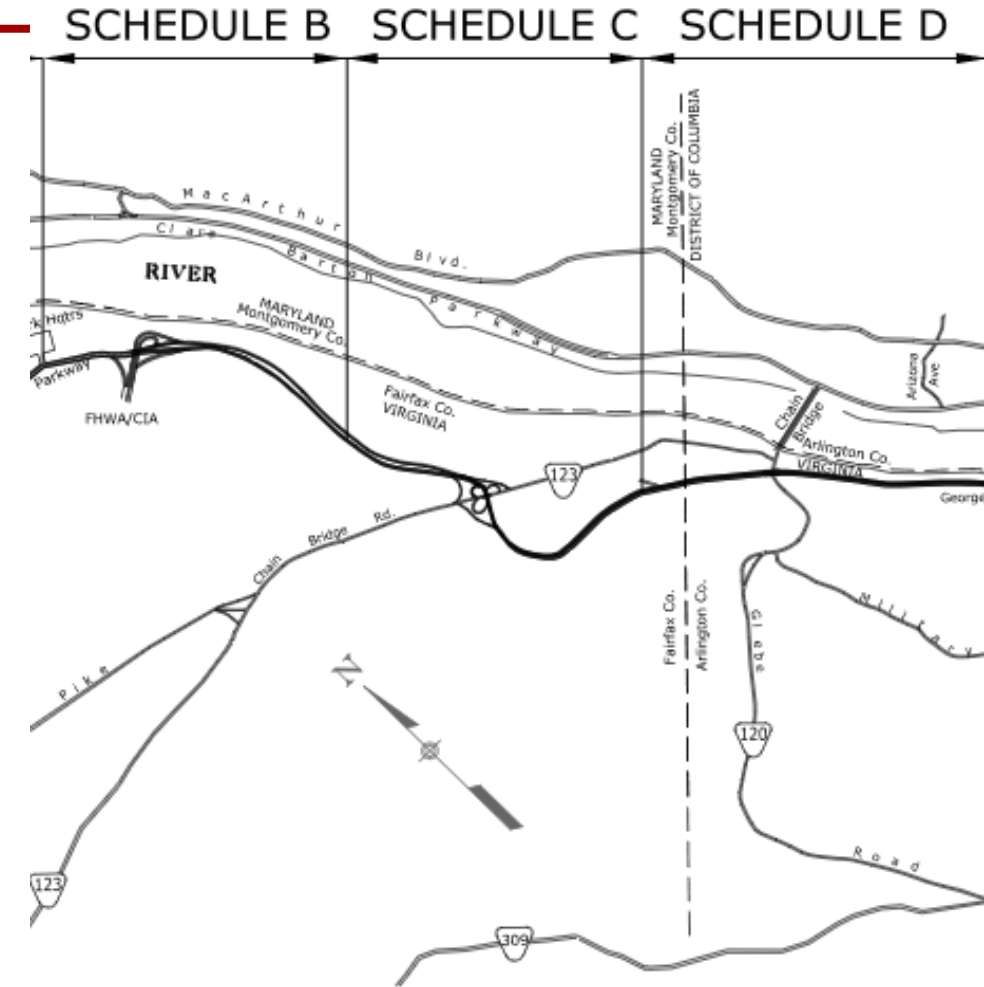 SCHEDULE B
SCHEDULE C
SCHEDULE D
MARYLAND
Montgomery Co.
DISTRICT OF COLUMBIA
MacArthur
Blvd.
Clara
Barton
Parkway
RIVER
MARYLAND
Montgomery Co.
rk Hqtrs
Parkway
FHWA/CIA
Fairfax Co.
VIRGINIA
Arizona
Ave
Chain
Bridge
Arlington Co.
VIRGINIA
George
123
Chain
Bridge
Rd.
Fairfax Co.
Arlington Co.
Glebe
Military
Pike
N
120
Road
123
309